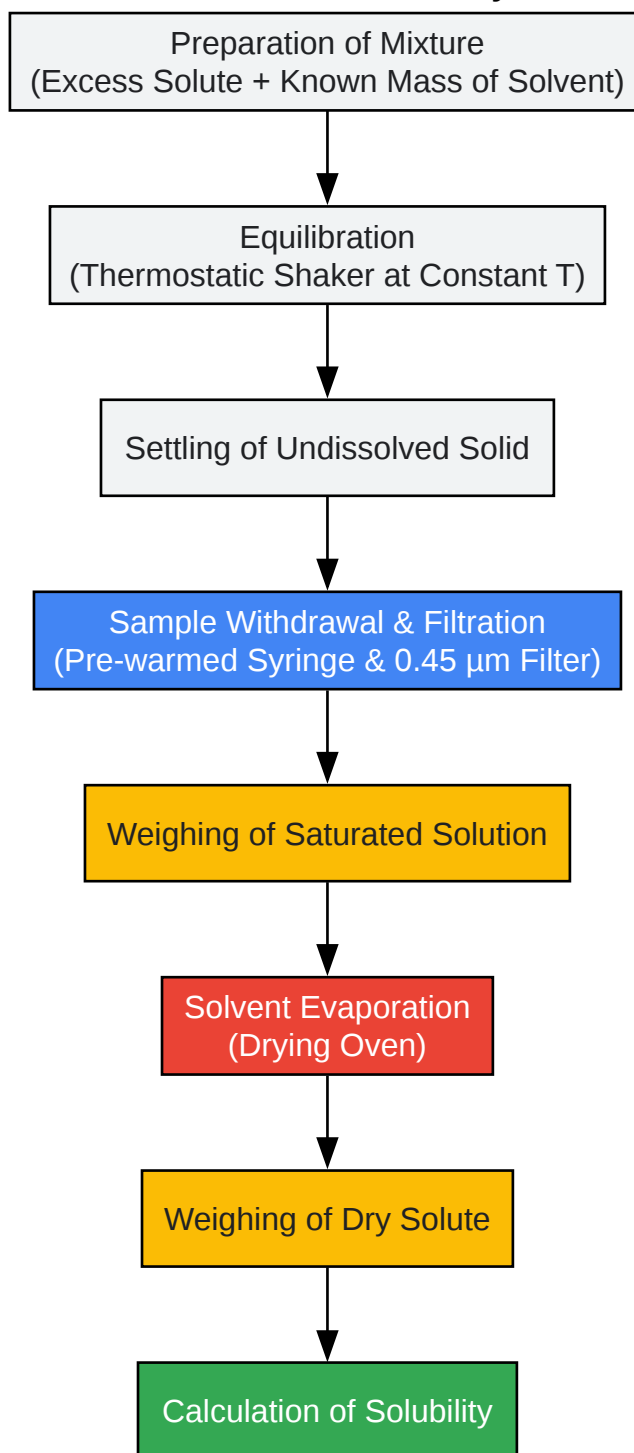 Preparation of Mixture
(Excess Solute + Known Mass of Solvent)
Equilibration
(Thermostatic Shaker at Constant T)
Settling of Undissolved Solid
Sample Withdrawal & Filtration
(Pre-warmed Syringe & 0.45 µm Filter)
Weighing of Saturated Solution
Solvent Evaporation
(Drying Oven)
Weighing of Dry Solute
Calculation of Solubility